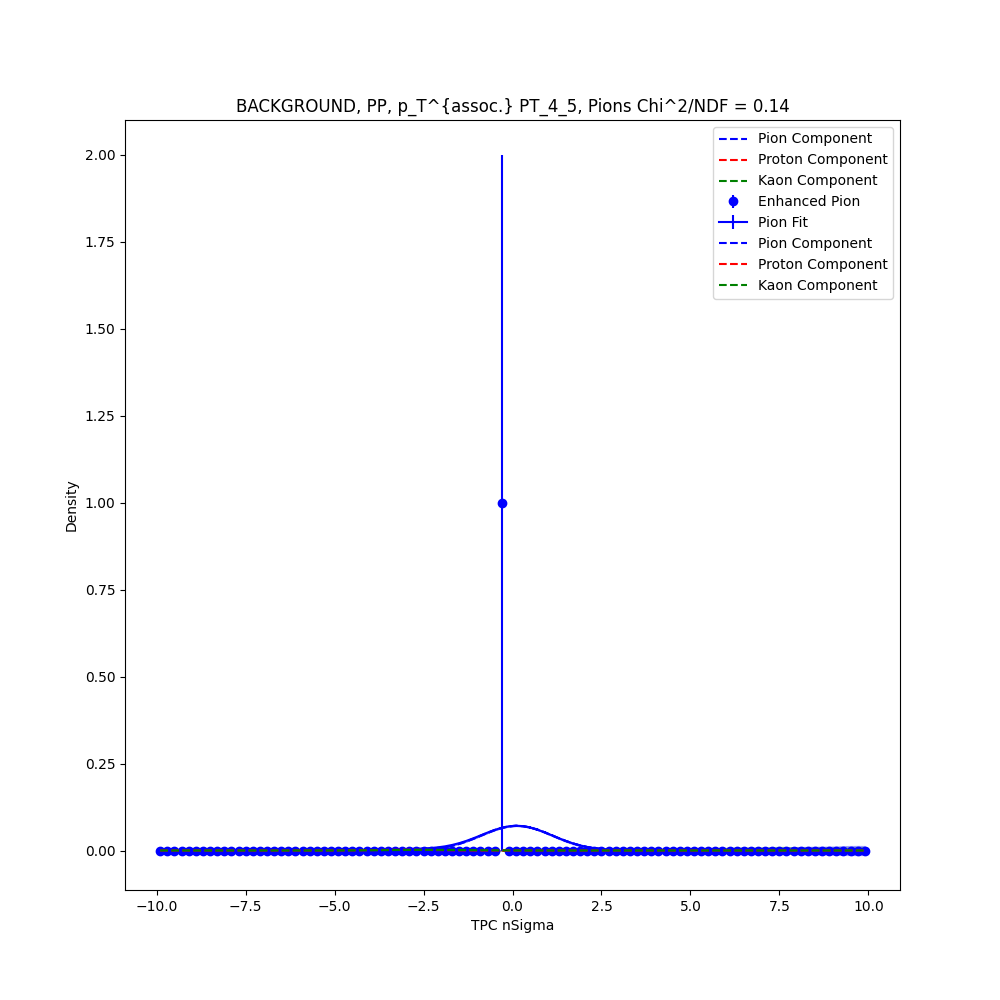 BACKGROUND, PP, p_T^{assoc.} PT_4_5, Pions Chi^2/NDF = 0.14
Pion Component
Proton Component
Kaon Component
Enhanced Pion
Pion Fit
Pion Component
Proton Component
Kaon Component
2.00
1.75
1.50
1.25
1.00
0.75
0.50
0.25
0.00
Density
−10.0 −7.5 −5.0 −2.5 0.0 2.5 5.0 7.5 10.0
TPC nSigma